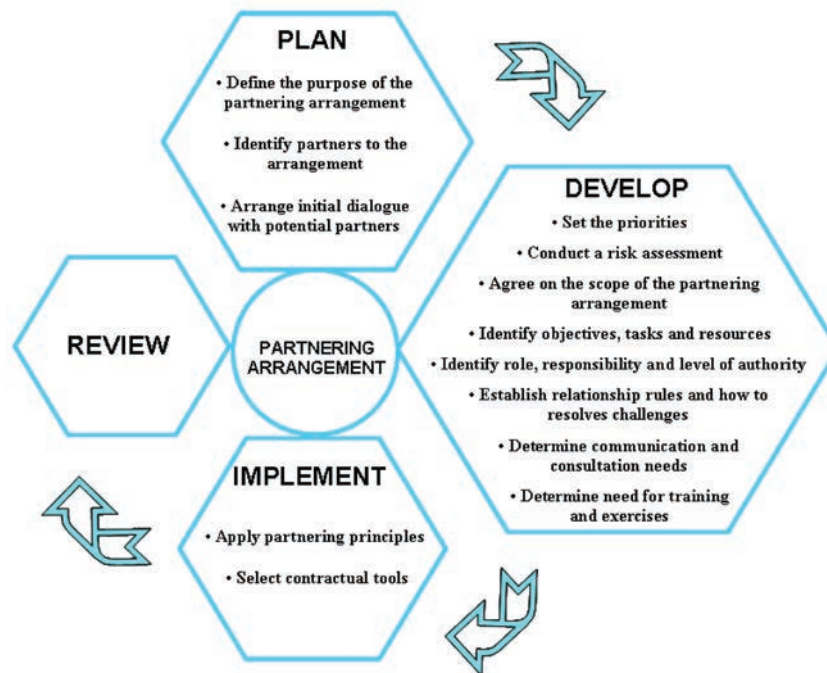 PLAN
• Define the purpose of the
partnering arrangement
• Identify partners to the
arrangement
• Arrange initial dialogue
with potential partners
DEVELOP
• Set the priorities
• Conduct a risk assessment
• Agree on the scope of the partnering
arrangement
• Identify objectives, tasks and resources
• Identify role, responsibility and level of authority
• Establish relationship rules and how to
resolves challenges
• Determine communication and
consultation needs
• Determine need for training
and exercises
REVIEW
PARTNERING
ARRANGEMENT
IMPLEMENT
• Apply partnering principles
• Select contractual tools